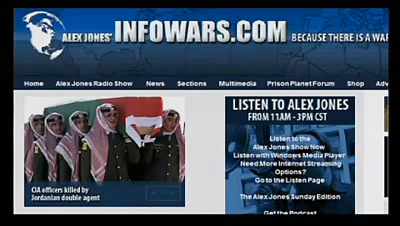 ALEX JONES' INFOWARS.COM BECAUSE THERE IS A WAR
Home Alex Jones Radio Show News Sections Multimedia Prison Planet Forum Shop Adv
CIA officers killed by
Jordanian double agent
LISTEN TO ALEX JONES
FROM 11AM - 3PM CST
Listen to the
Alex Jones Show Now
Listen with Windows Media Player
Need More Internet Streaming
Options?
Go to the Listen Page
The Alex Jones Sunday Edition
Get the Podcast